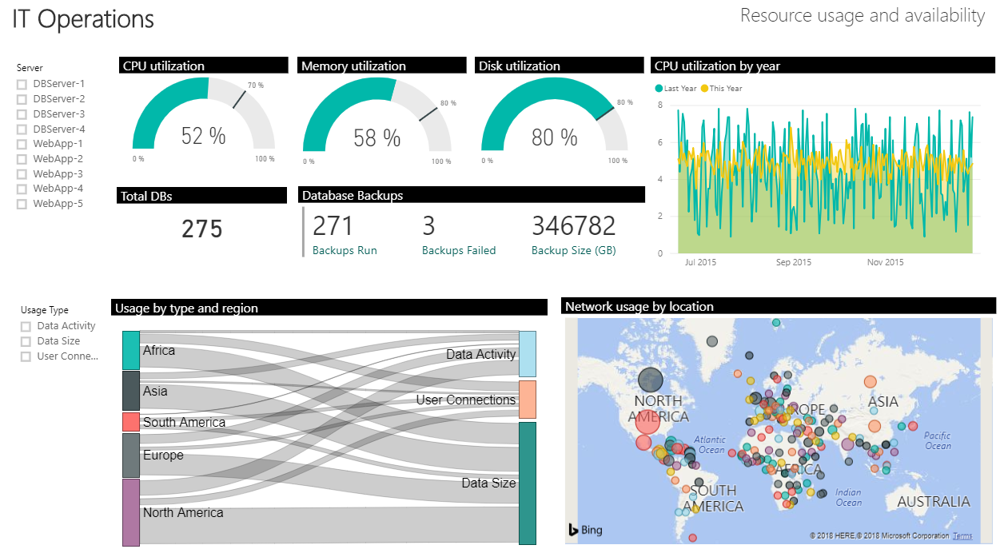 IT Operations
Resource usage and availability
Server
DBServer-1
DBServer-2
DBServer-3
DBServer-4
WebApp-1
WebApp-2
WebApp-3
WebApp-4
WebApp-5
CPU utilization
70 %
52 %
0 %
100 %
Memory utilization
80 %
58 %
0 %
100 %
Disk utilization
80 %
80 %
0 %
100 %
CPU utilization by year
Last Year This Year
8
6
4
2
0
Jul 2015 Sep 2015 Nov 2015
Total DBs
275
Database Backups
271 3 346782
Backups Run Backups Failed Backup Size (GB)
Usage Type
Data Activity
Data Size
User Conne...
Usage by type and region
Africa
Asia
South America
Europe
North America
Data Activity
User Connections
Data Size
Network usage by location
NORTH
AMERICA
ASIA
Atlantic
Ocean
Pacific
Ocean
AFRICA
SOUTH
AMERICA
Indian
Ocean
AUSTRALIA
Bing
© 2018 HERE,© 2018 Microsoft Corporation Terms